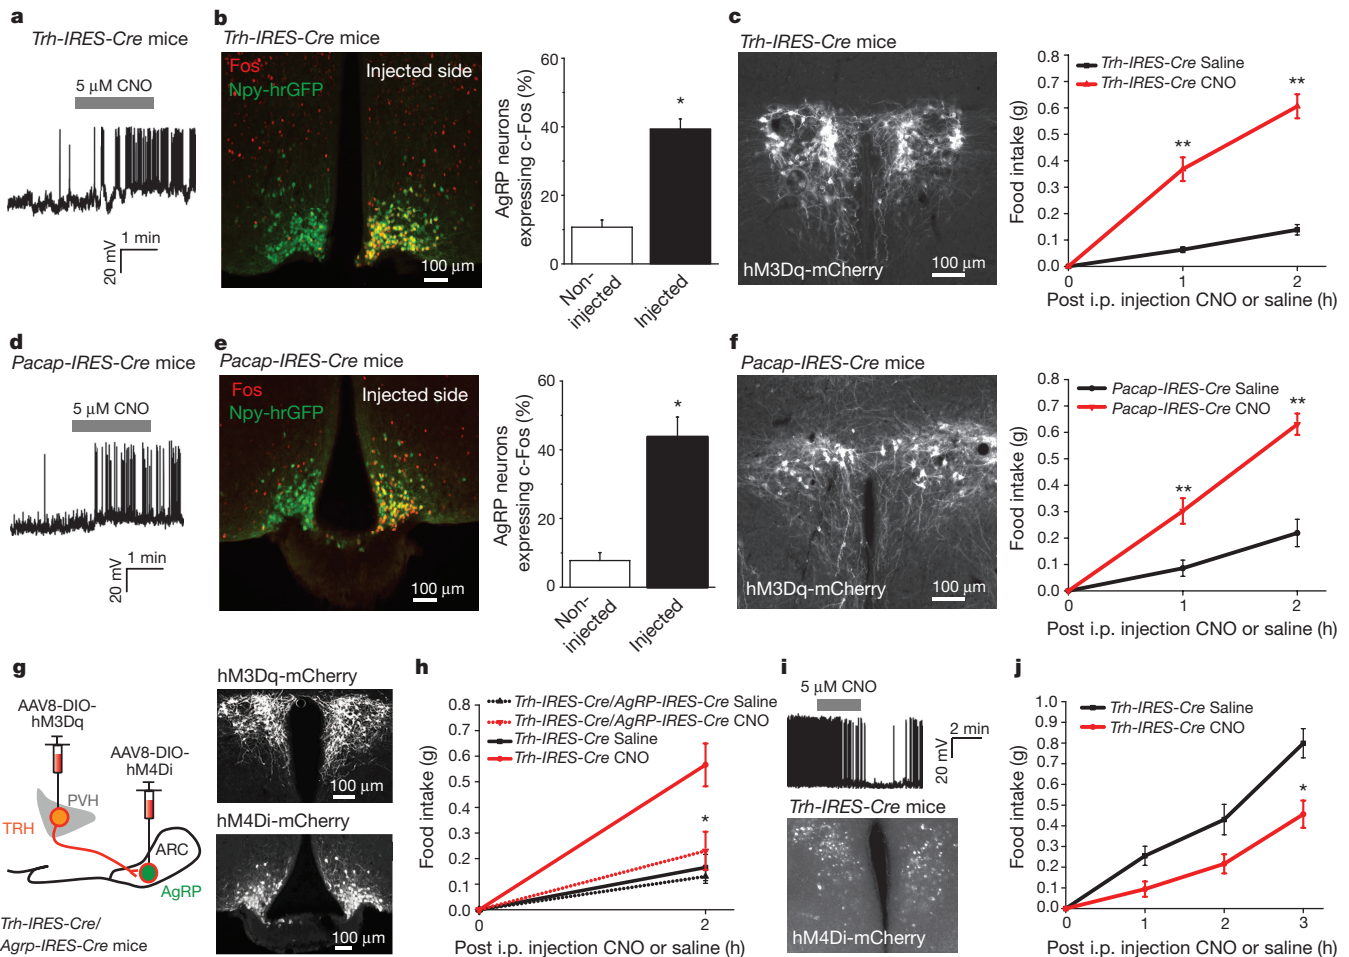 a
Trh-IRES-Cre mice
5 µM CNO
1 min
20 mV
b
Trh-IRES-Cre mice
Fos
Npy-hrGFP
Injected side
100 µm
AgRP neurons
expressing c-Fos (%)
60
40
20
0
*
Non-
injected
Injected
c
Trh-IRES-Cre mice
hM3Dq-mCherry
100 µm
Food intake (g)
0.8
0.7
0.6
0.5
0.4
0.3
0.2
0.1
0.0
Trh-IRES-Cre Saline
Trh-IRES-Cre CNO
**
**
0
1
2
Post i.p. injection CNO or saline (h)
d
Pacap-IRES-Cre mice
5 µM CNO
1 min
20 mV
e
Pacap-IRES-Cre mice
Fos
Npy-hrGFP
Injected side
100 µm
AgRP neurons
expressing c-Fos (%)
60
40
20
0
*
Non-
injected
Injected
f
Pacap-IRES-Cre mice
hM3Dq-mCherry
100 µm
Food intake (g)
0.8
0.7
0.6
0.5
0.4
0.3
0.2
0.1
0.0
Pacap-IRES-Cre Saline
Pacap-IRES-Cre CNO
**
**
0
1
2
Post i.p. injection CNO or saline (h)
g
AAV8-DIO-
hM3Dq
AAV8-DIO-
hM4Di
PVH
TRH
ARC
AgRP
Trh-IRES-Cre/
Agrp-IRES-Cre mice
hM3Dq-mCherry
100 µm
hM4Di-mCherry
100 µm
h
Food intake (g)
0.8
0.7
0.6
0.5
0.4
0.3
0.2
0.1
0.0
Trh-IRES-Cre/AgRP-IRES-Cre Saline
Trh-IRES-Cre/AgRP-IRES-Cre CNO
Trh-IRES-Cre Saline
Trh-IRES-Cre CNO
*
0
2
Post i.p. injection CNO or saline (h)
i
5 µM CNO
2 min
20 mV
Trh-IRES-Cre mice
hM4Di-mCherry
j
Food intake (g)
1.0
0.9
0.8
0.7
0.6
0.5
0.4
0.3
0.2
0.1
0.0
Trh-IRES-Cre Saline
Trh-IRES-Cre CNO
*
0
1
2
3
Post i.p. injection CNO or saline (h)